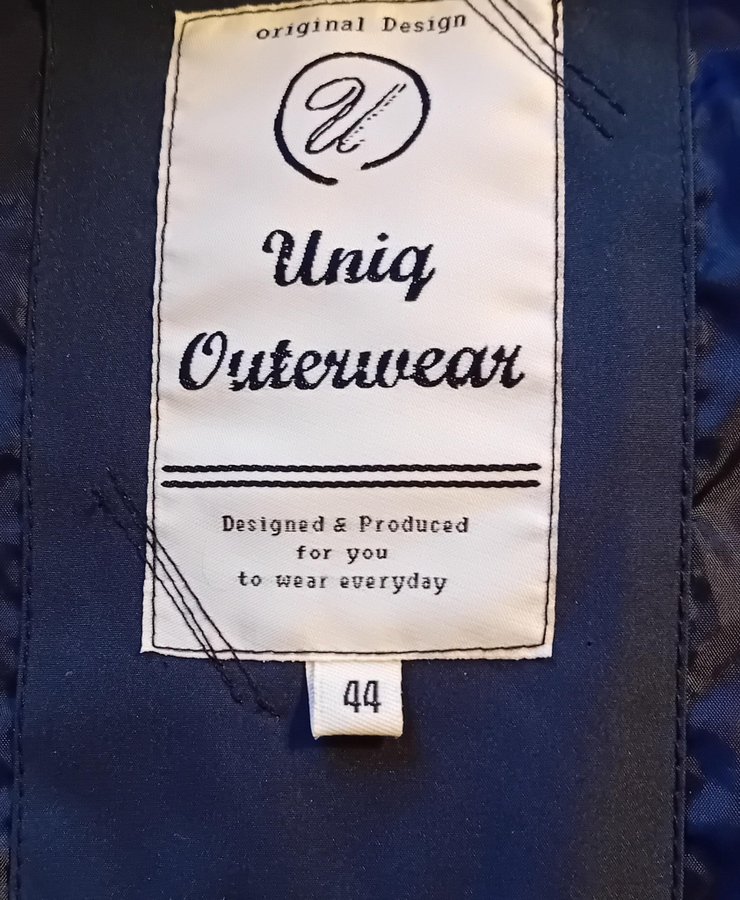 original Design
U
Uniq
Outerwear
Designed & Produced
for you
to wear everyday
44